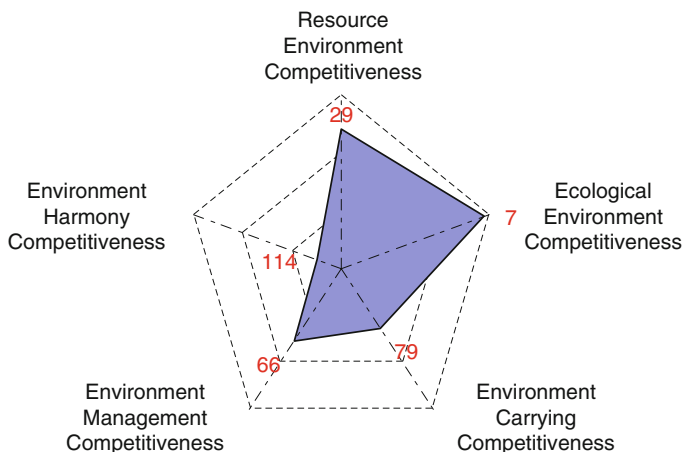 Resource
Environment
Competitiveness
29
Environment
Harmony
Competitiveness
Ecological
Environment
Competitiveness
7
114
79
66
Environment
Management
Competitiveness
Environment
Carrying
Competitiveness